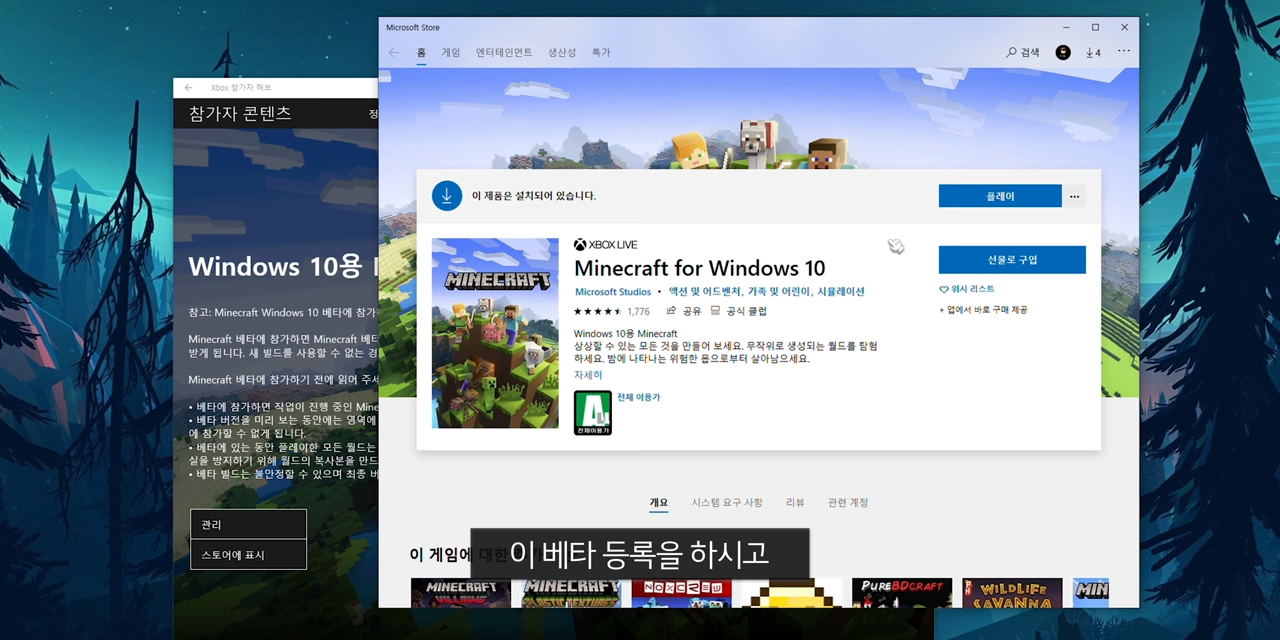 Microsoft Store
홈 게임 엔터테인먼트 생산성 특가
검색
4
Xbox 참가자 허브
참가자 콘텐츠
Windows 10용
참고: Minecraft Windows 10 베타에 참가
Minecraft 베타에 참가하면 Minecraft 베타
받게 됩니다. 새 빌드를 사용할 수 없는 경
Minecraft 베타에 참가하기 전에 읽어 주세
• 베타에 참가하면 작업이 진행 중인 Mine
• 베타 버전을 미리 보는 동안에는 영역에
에 참가할 수 없게 됩니다.
• 베타에 있는 동안 플레이한 모든 월드는
실을 방지하기 위해 월드의 복사본을 만드
• 베타 빌드는 불안정할 수 있으며 최종 버
관리
스토어에 표시
이 제품은 설치되어 있습니다.
플레이
MINECRAFT
XBOX LIVE
Minecraft for Windows 10
Microsoft Studios • 액션 및 어드벤처, 가족 및 어린이, 시뮬레이션
1,776 공유 공식 클럽
Windows 10용 Minecraft
상상할 수 있는 모든 것을 만들어 보세요. 무작위로 생성되는 월드를 탐험
하세요. 밤에 나타나는 위험한 몹으로부터 살아남으세요.
자세히
전체 이용가
전체이용가
선물로 구입
위시 리스트
+ 앱에서 바로 구매 제공
개요 시스템 요구 사항 리뷰 관련 계정
이 게임에 대한
이 베타 등록을 하시고
MINECRAFT
VILLAINS
MINECRAFT
PLASTIC TEXTURES
NOXCREW
PUREBDCRAFT
WILDLIFE
SAVANNA
MIN